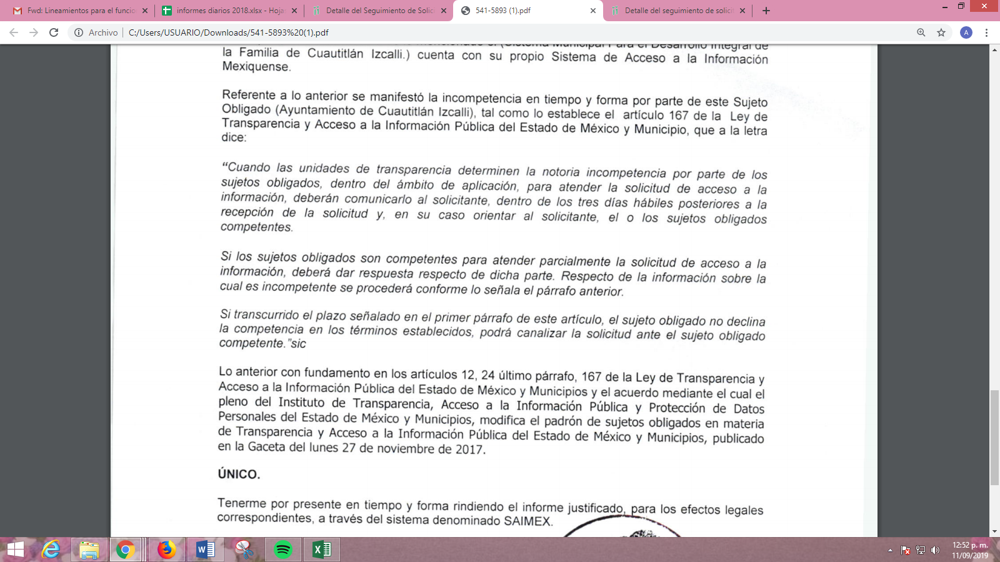 Fwd: Lineamientos para el funcio
informes diarios 2018.xlsx - Hoja
Detalle del Seguimiento de Solic
541-5893 (1).pdf
Detalle del seguimiento de solicit
Archivo
C:/Users/USUARIO/Downloads/541-5893%20(1).pdf
A
(Sistema Municipal Para el Desarrollo Integral de
la Familia de Cuautitlán Izcalli.) cuenta con su propio Sistema de Acceso a la Información
Mexiquense.
Referente a lo anterior se manifestó la incompetencia en tiempo y forma por parte de este Sujeto
Obligado (Ayuntamiento de Cuautitlán Izcalli), tal como lo establece el artículo 167 de la Ley de
Transparencia y Acceso a la Información Pública del Estado de México y Municipio, que a la letra
dice:
“Cuando las unidades de transparencia determinen la notoria incompetencia por parte de los
sujetos obligados, dentro del ámbito de aplicación, para atender la solicitud de acceso a la
información, deberán comunicarlo al solicitante, dentro de los tres días hábiles posteriores a la
recepción de la solicitud y, en su caso orientar al solicitante, el o los sujetos obligados
competentes.
Si los sujetos obligados son competentes para atender parcialmente la solicitud de acceso a la
información, deberá dar respuesta respecto de dicha parte. Respecto de la información sobre la
cual es incompetente se procederá conforme lo señala el párrafo anterior.
Si transcurrido el plazo señalado en el primer párrafo de este artículo, el sujeto obligado no declina
la competencia en los términos establecidos, podrá canalizar la solicitud ante el sujeto obligado
competente.”sic
Lo anterior con fundamento en los artículos 12, 24 último párrafo, 167 de la Ley de Transparencia y
Acceso a la Información Pública del Estado de México y Municipios y el acuerdo mediante el cual el
pleno del Instituto de Transparencia, Acceso a la Información Pública y Protección de Datos
Personales del Estado de México y Municipios, modifica el padrón de sujetos obligados en materia
de Transparencia y Acceso a la Información Pública del Estado de México y Municipios, publicado
en la Gaceta del lunes 27 de noviembre de 2017.
ÚNICO.
Tenerme por presente en tiempo y forma rindiendo el informe justificado, para los efectos legales
correspondientes, a través del sistema denominado SAIMEX.
12:52 p. m.
11/09/2019